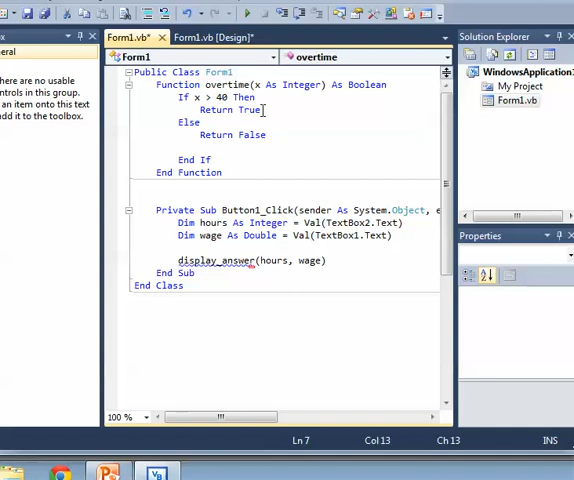 Form1.vb*
Form1.vb [Design]*
Solution Explorer
Form1
overtime
WindowsApplication
My Project
Form1.vb
eneral
here are no usable
ontrols in this group.
an item onto this text
add it to the toolbox.
Public Class Form1
Function overtime(x As Integer) As Boolean
If x > 40 Then
Return True
Else
Return False
End If
End Function
Private Sub Button1_Click(sender As System.Object, e
Dim hours As Integer = Val(TextBox2.Text)
Dim wage As Double = Val(TextBox1.Text)
display_answer(hours, wage)
End Sub
End Class
Properties
100 %
Ln 7
Col 13
Ch 13
INS